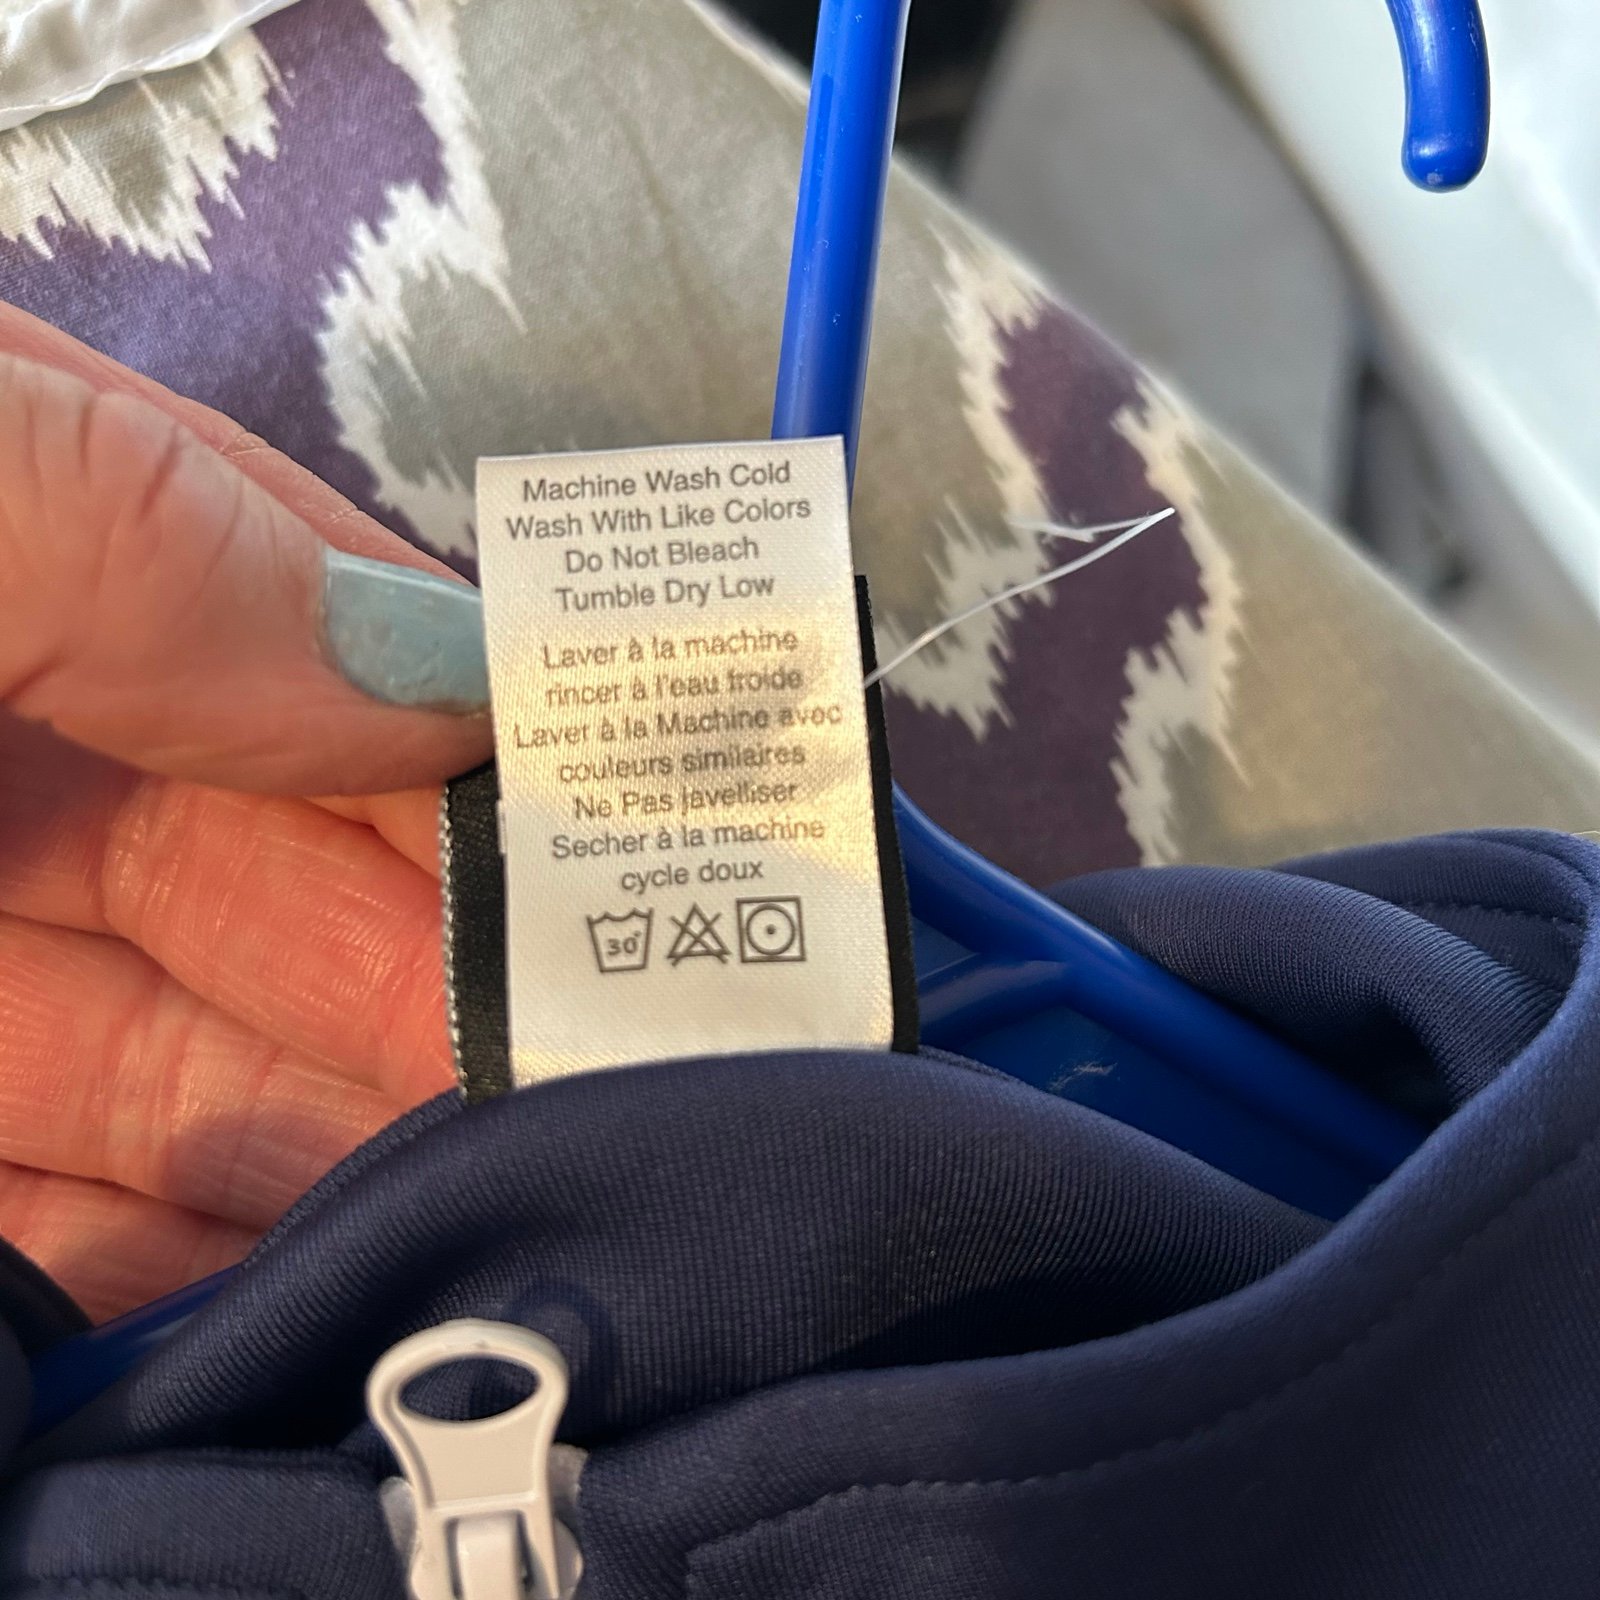 Machine Wash Cold
Wash With Like Colors
Do Not Bleach
Tumble Dry Low
Laver à la machine
rincer à l'eau froide
Laver à la Machine avec
couleurs similaires
Ne Pas javelliser
Secher à la machine
cycle doux
30°